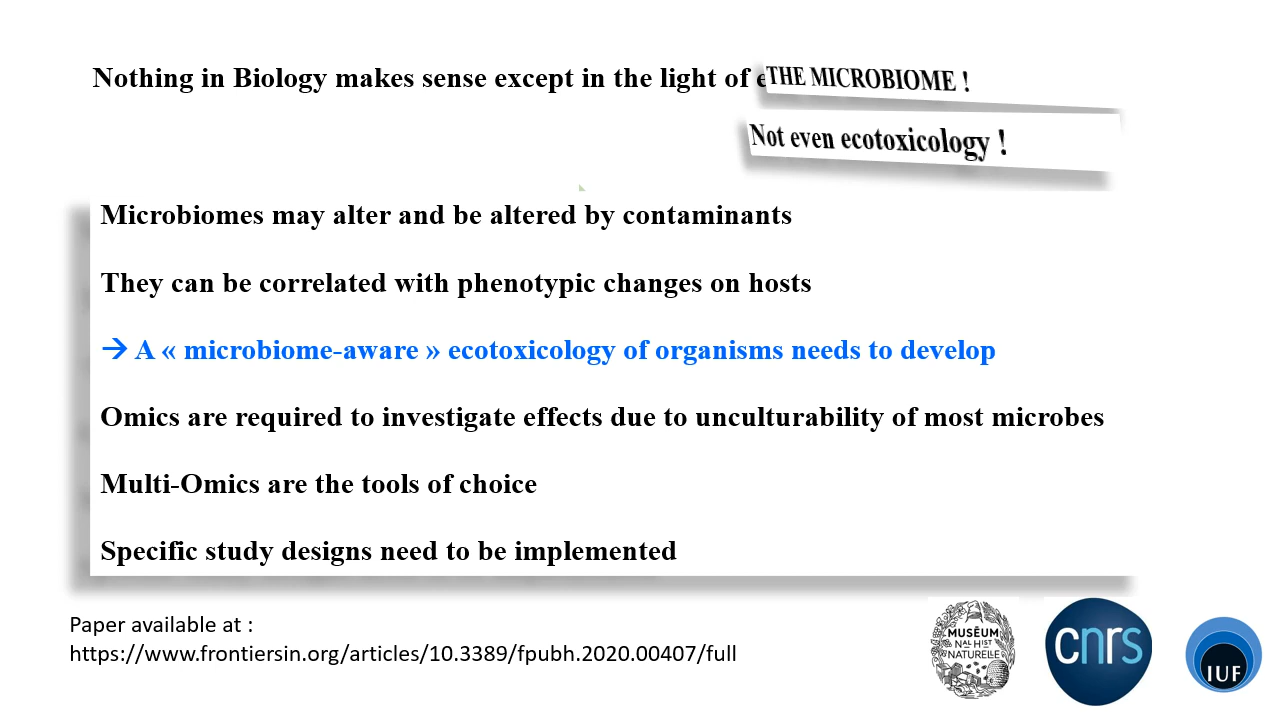 Nothing in Biology makes sense except in the light of e THE MICROBIOME !
Not even ecotoxicology !
Microbiomes may alter and be altered by contaminants
They can be correlated with phenotypic changes on hosts
→ A « microbiome-aware » ecotoxicology of organisms needs to develop
Omics are required to investigate effects due to unculturability of most microbes
Multi-Omics are the tools of choice
Specific study designs need to be implemented
Paper available at :
https://www.frontiersin.org/articles/10.3389/fpubh.2020.00407/full
MUSĒUM
NAL HIST
NATURELLE
cnrs
IUF